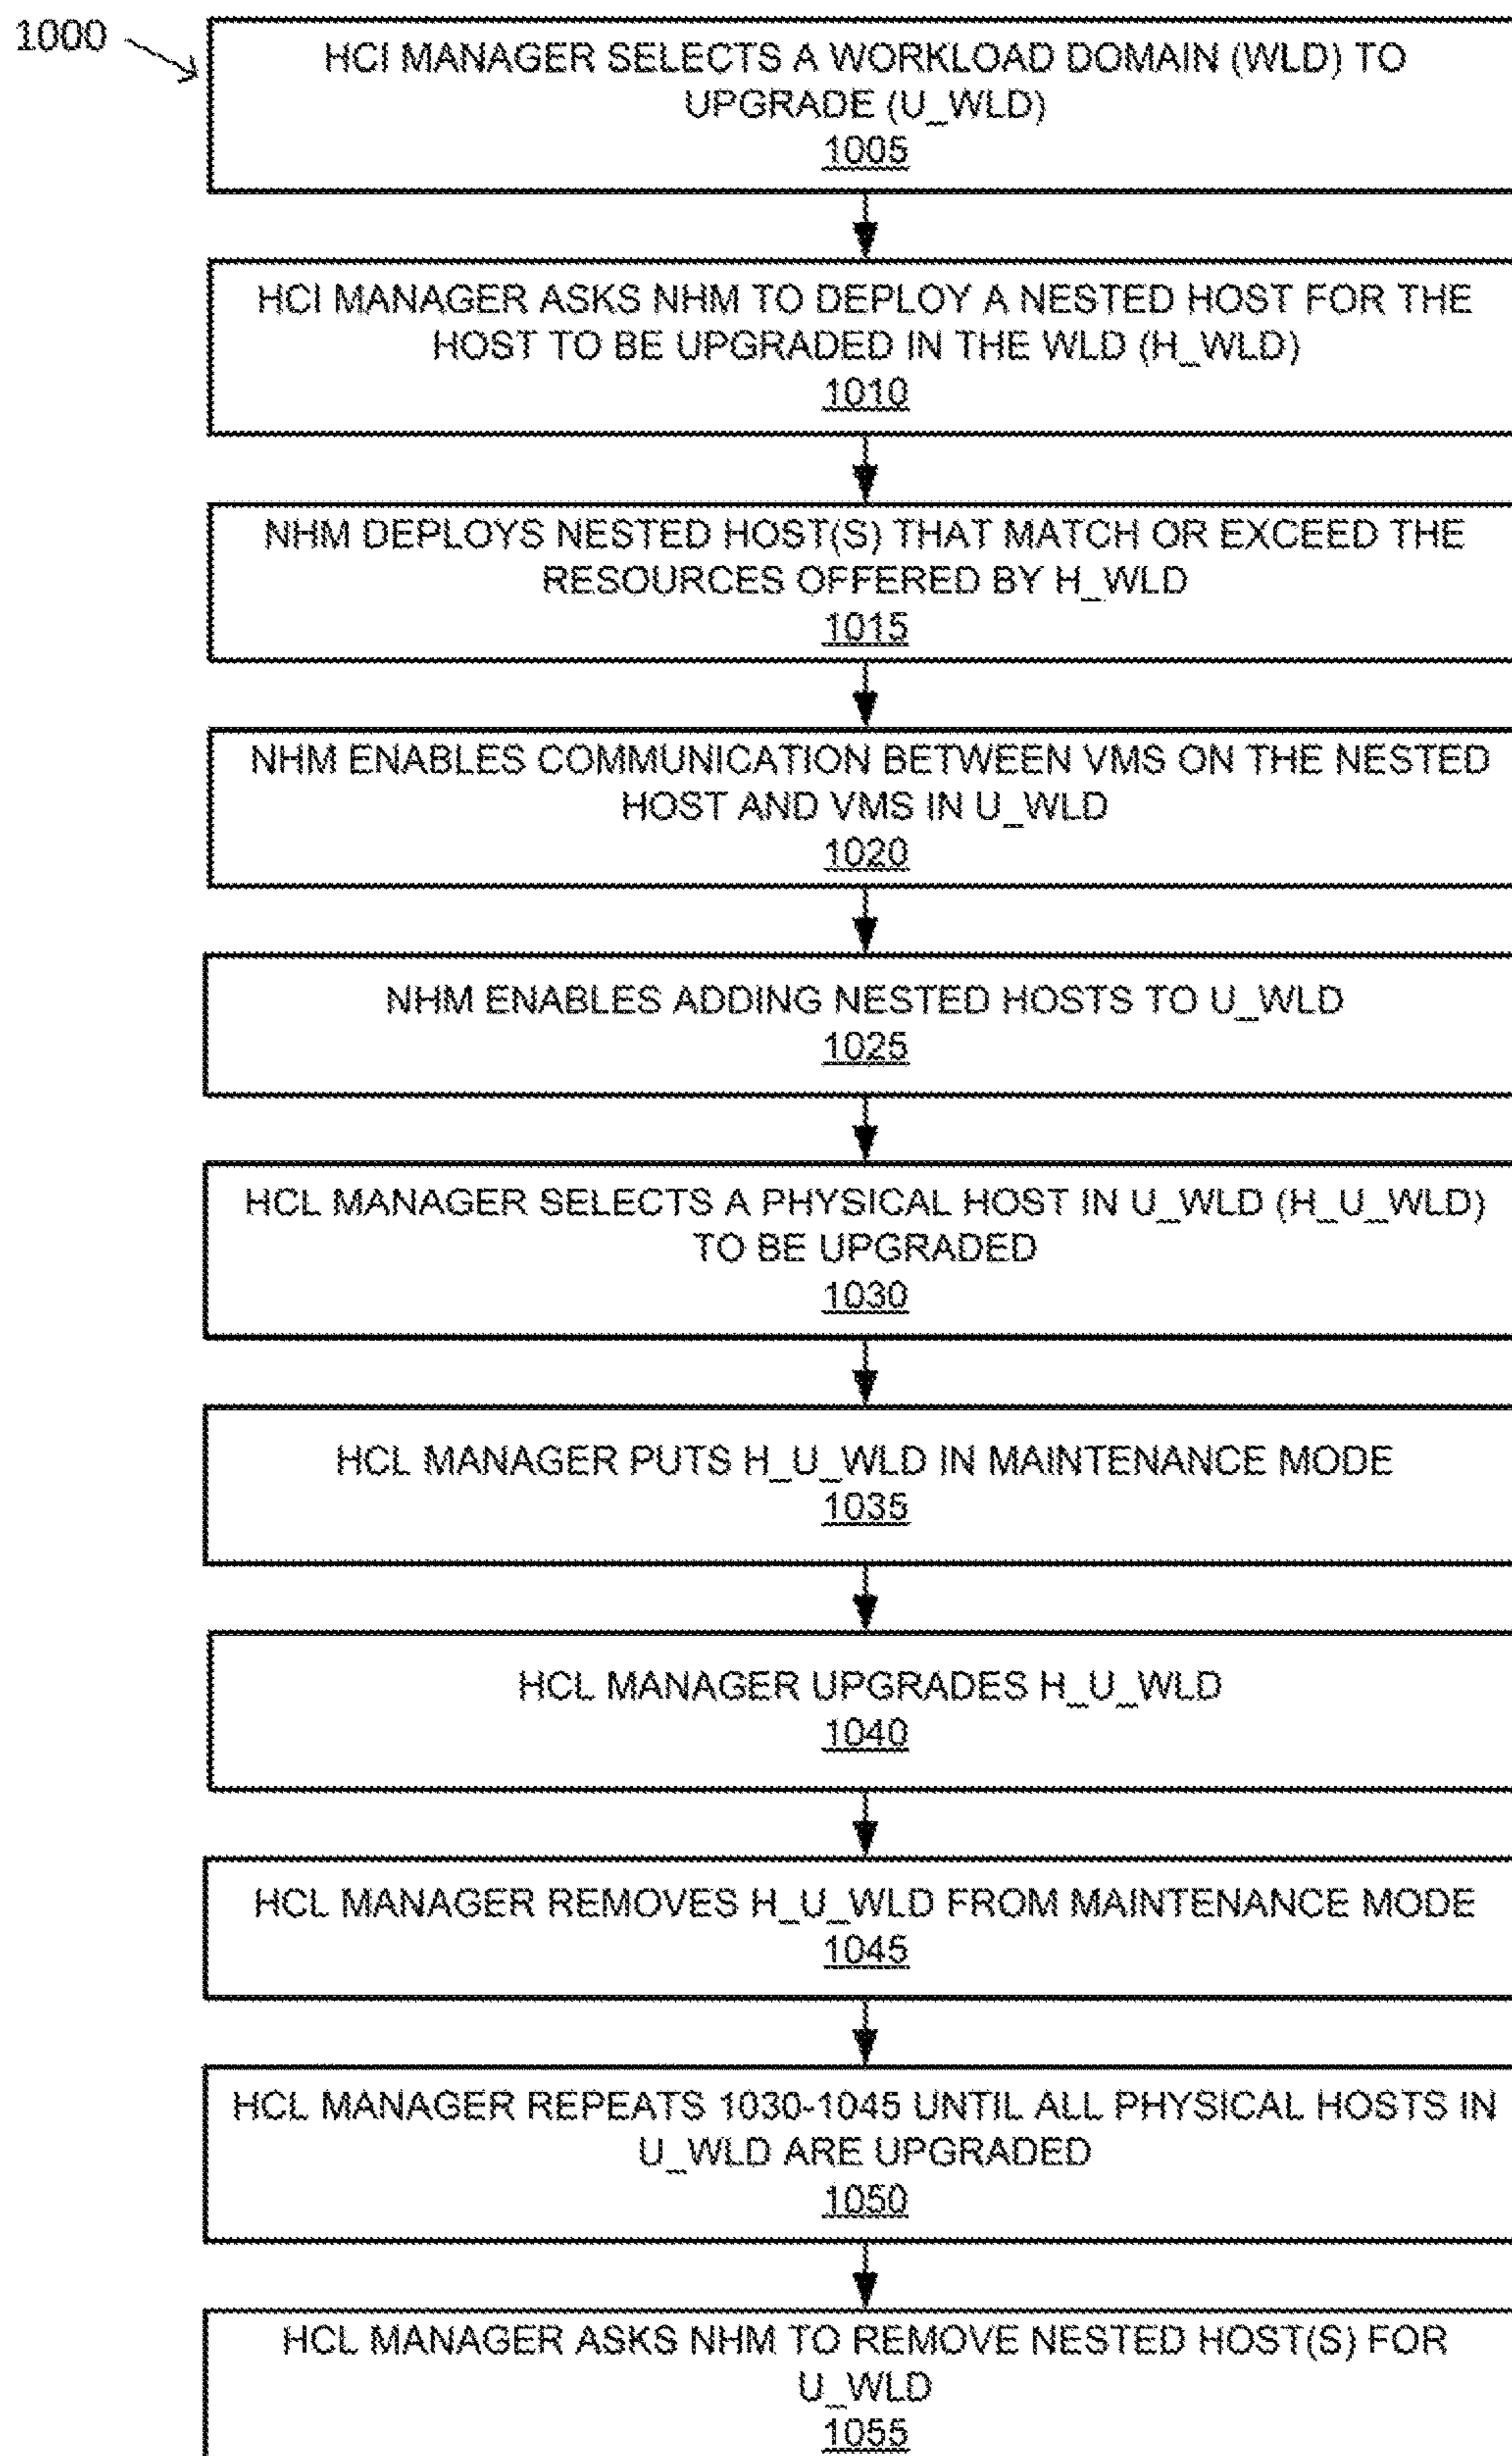 1000
HCI MANAGER SELECTS A WORKLOAD DOMAIN (WLD) TO
UPGRADE (U_WLD)
1005
HCI MANAGER ASKS NHM TO DEPLOY A NESTED HOST FOR THE
HOST TO BE UPGRADED IN THE WLD (H_WLD)
1010
NHM DEPLOYS NESTED HOST(S) THAT MATCH OR EXCEED THE
RESOURCES OFFERED BY H_WLD
1015
NHM ENABLES COMMUNICATION BETWEEN VMS ON THE NESTED
HOST AND VMS IN U_WLD
1020
NHM ENABLES ADDING NESTED HOSTS TO U_WLD
1025
HCL MANAGER SELECTS A PHYSICAL HOST IN U_WLD (H_U_WLD)
TO BE UPGRADED
1030
HCL MANAGER PUTS H_U_WLD IN MAINTENANCE MODE
1035
HCL MANAGER UPGRADES H_U_WLD
1040
HCL MANAGER REMOVES H_U_WLD FROM MAINTENANCE MODE
1045
HCL MANAGER REPEATS 1030-1045 UNTIL ALL PHYSICAL HOSTS IN
U_WLD ARE UPGRADED
1050
HCL MANAGER ASKS NHM TO REMOVE NESTED HOST(S) FOR
U_WLD
1055